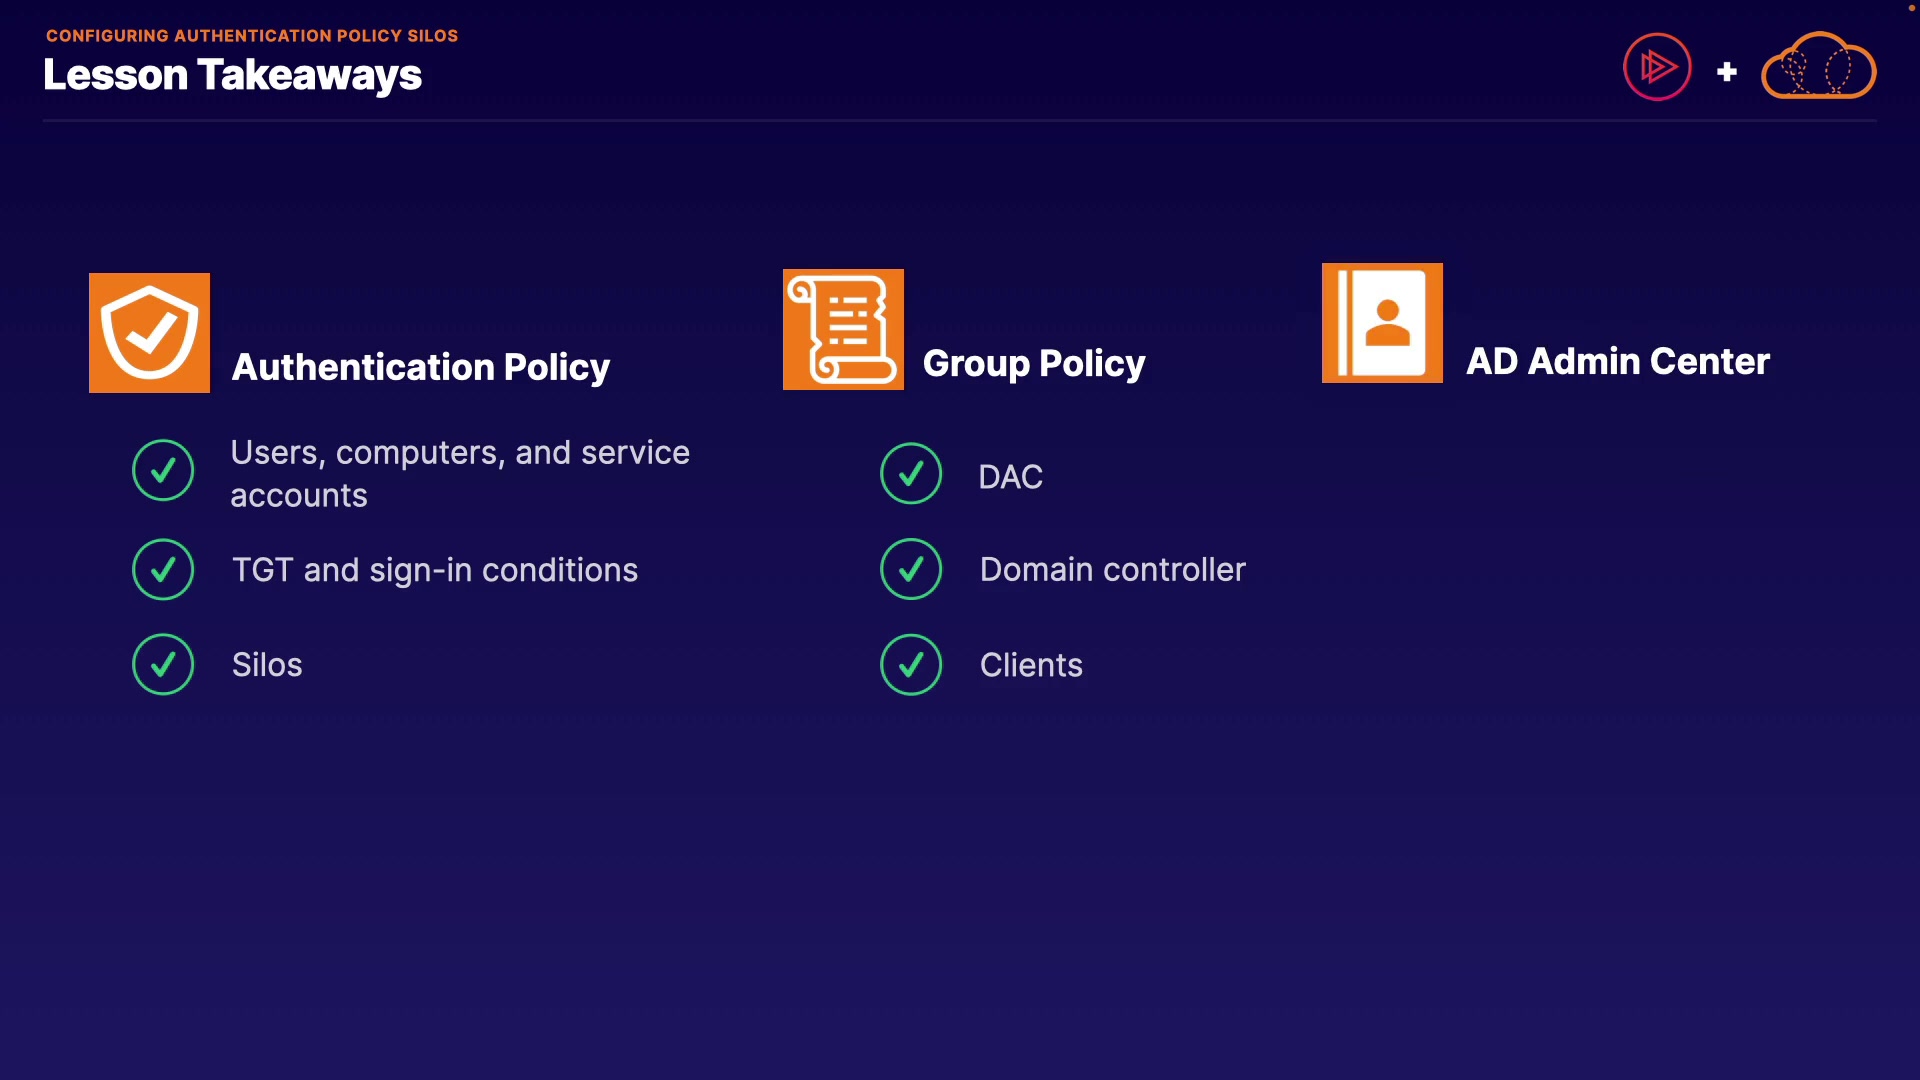 CONFIGURING AUTHENTICATION POLICY SILOS
Lesson Takeaways
Authentication Policy
Users, computers, and service
accounts
TGT and sign-in conditions
Silos
Group Policy
DAC
Domain controller
Clients
AD Admin Center